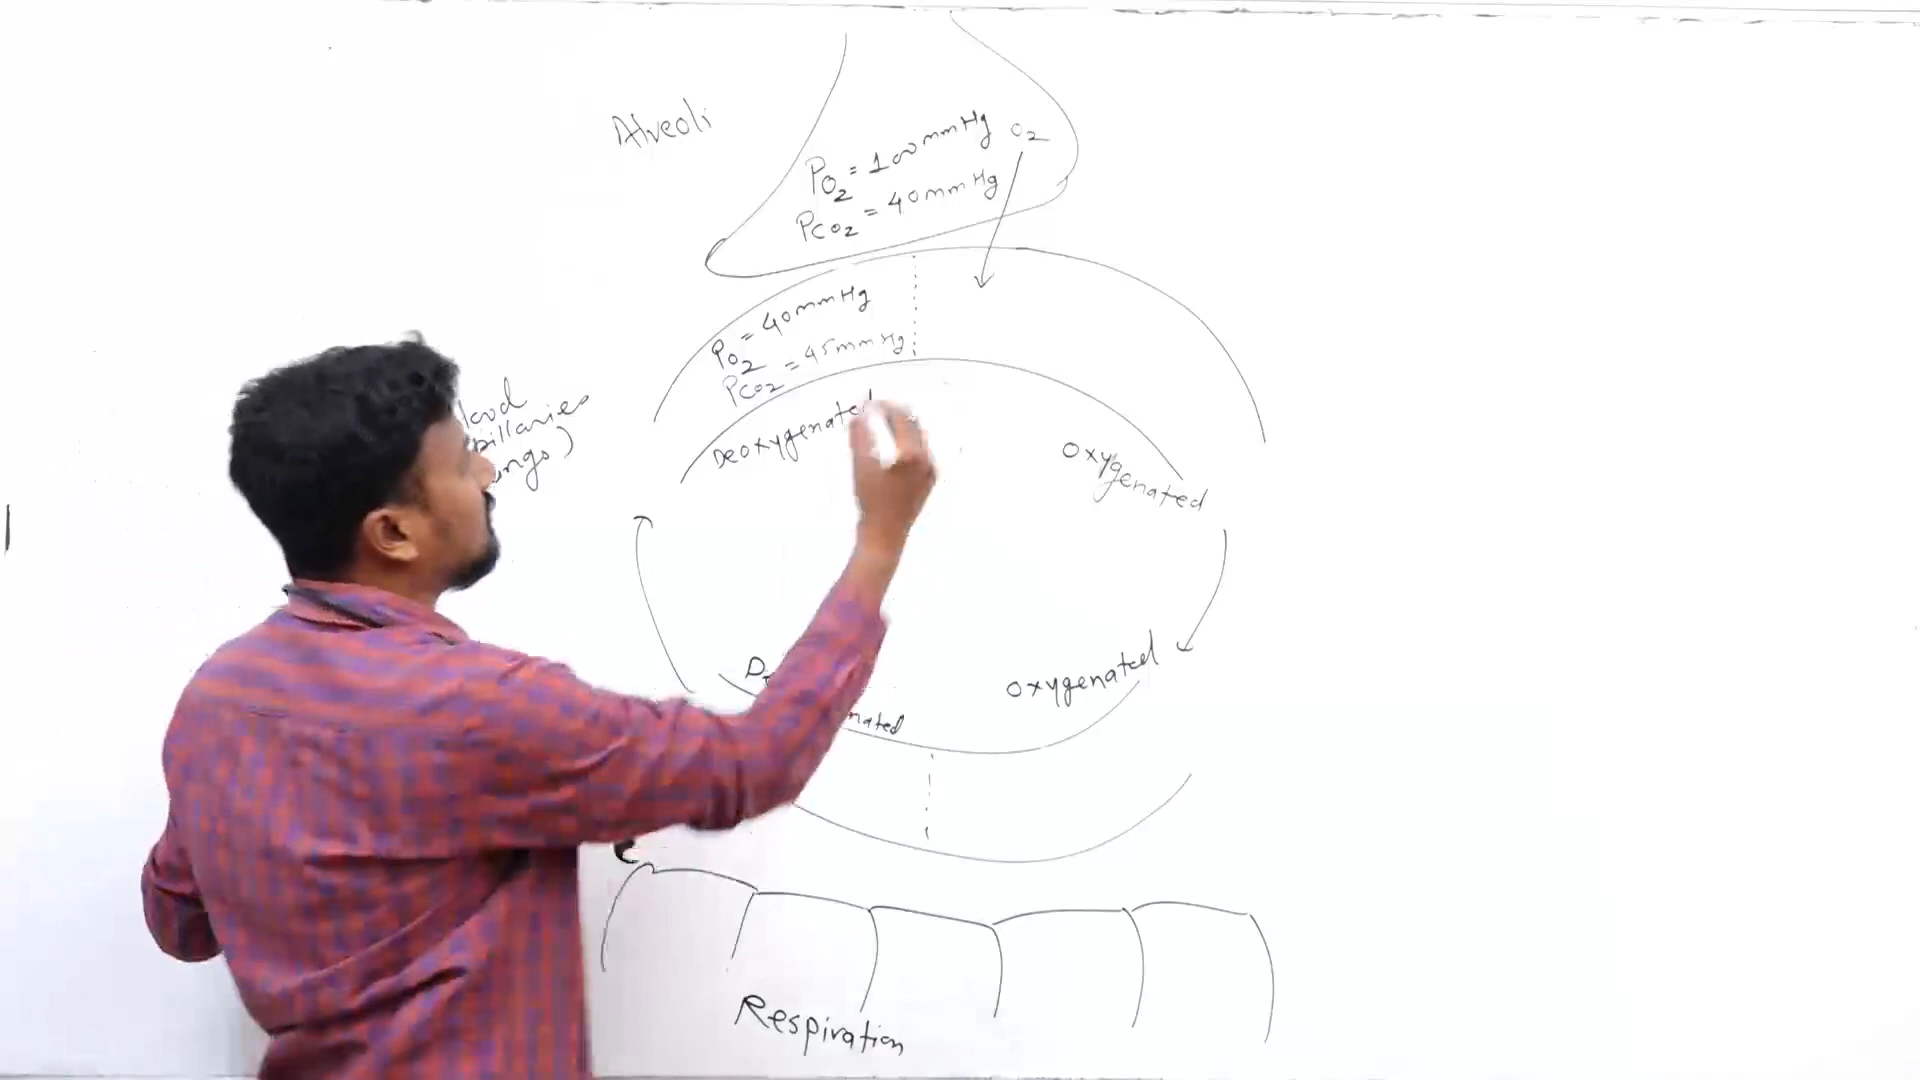 Alveoli
PO2 = 100 mmHg
O2
PCO2 = 40 mmHg
PO2 = 40 mmHg
PCO2 = 45 mmHg
Deoxygenated
Oxygenated
Oxygenated
Respiration